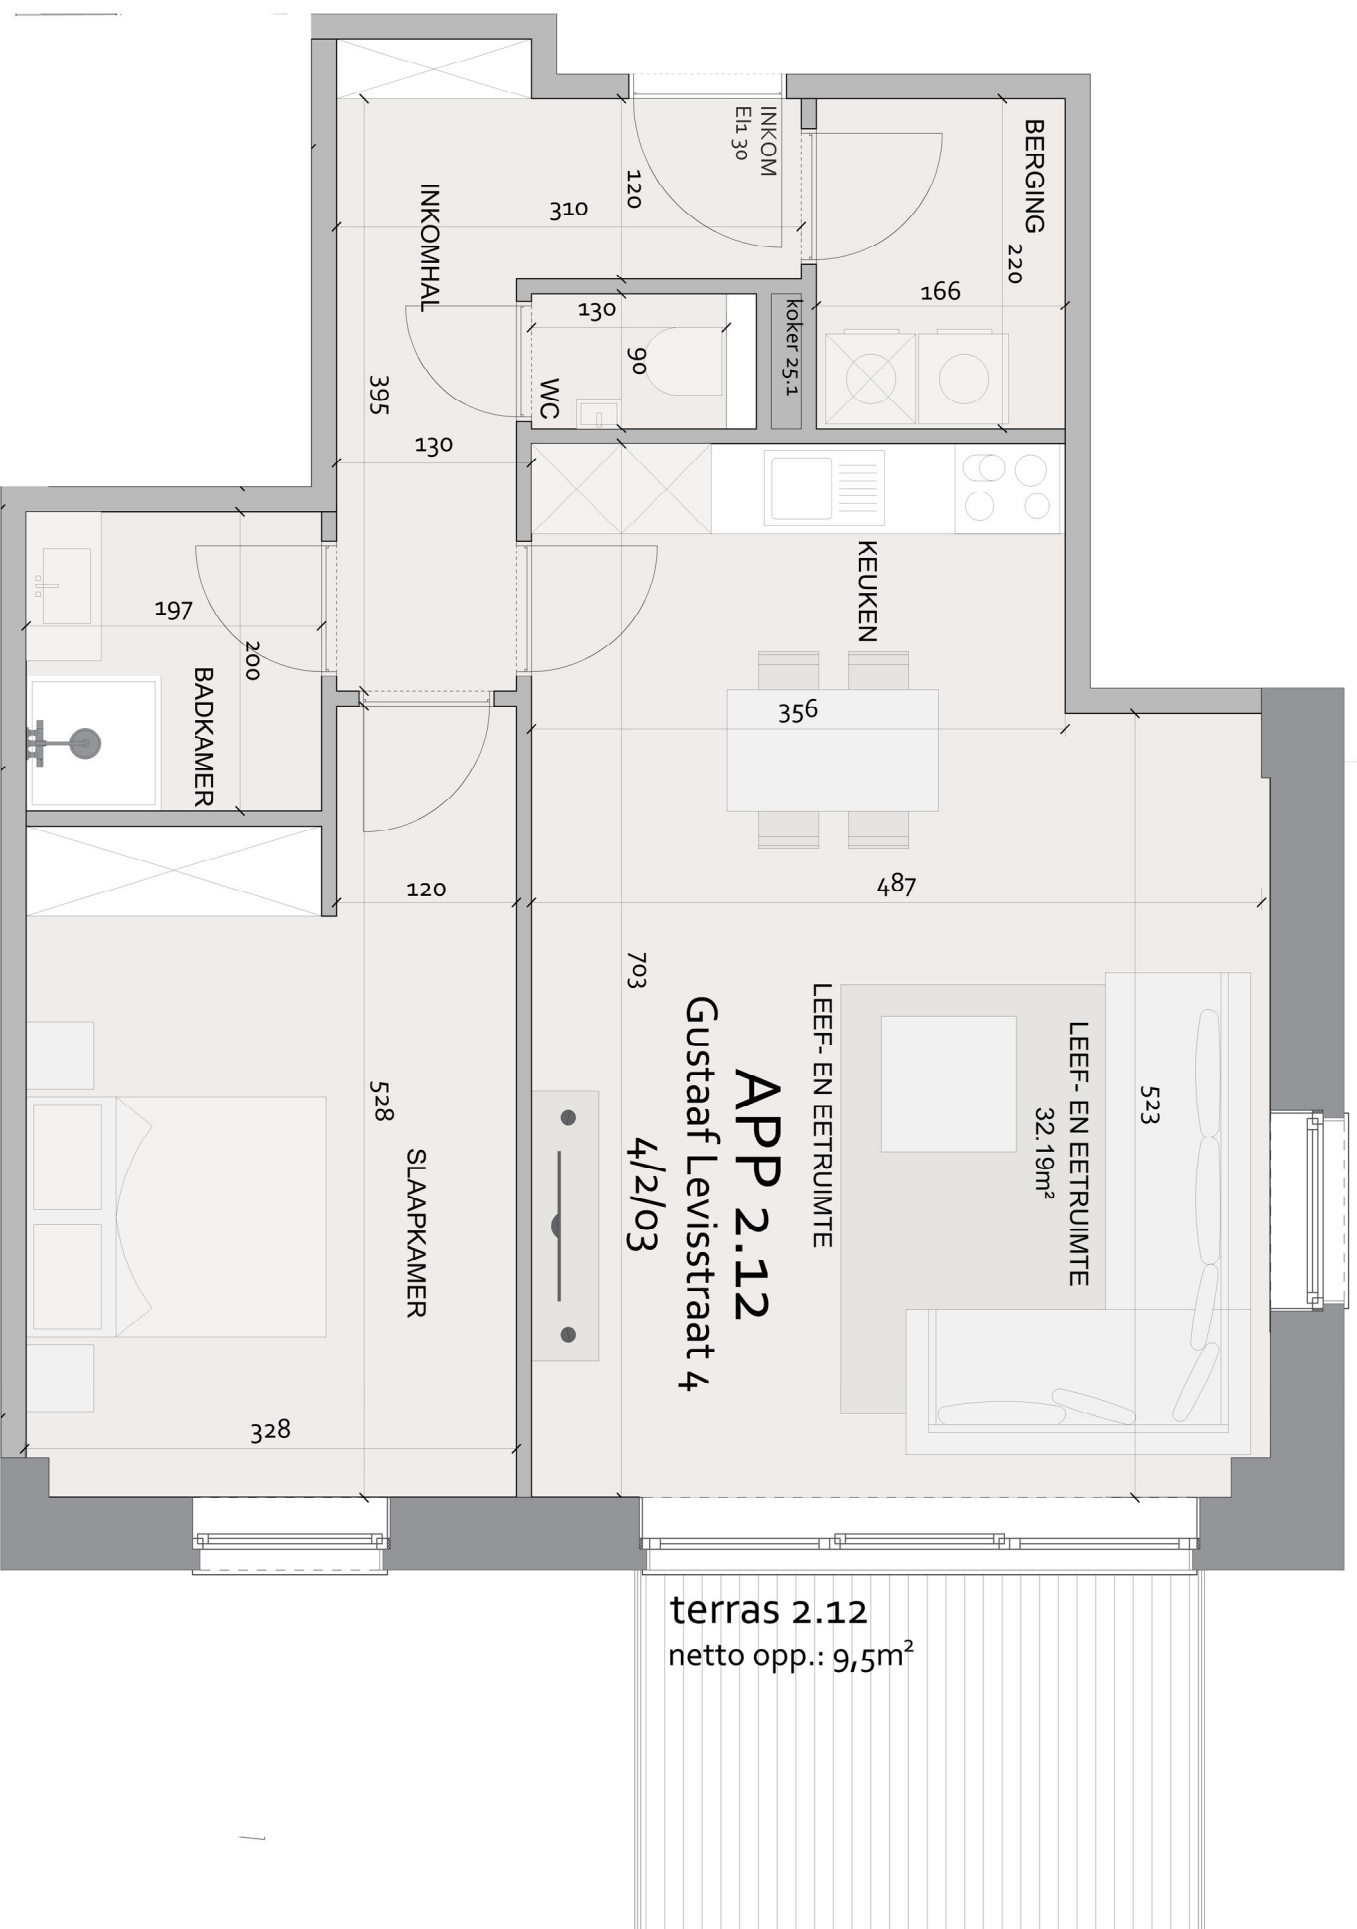 INKOM
EI1 30
BERGING
120
310
INKOMHAL
220
166
130
koker 25.1
90
395
WC
130
KEUKEN
197
200
BADKAMER
356
120
487
703
LEEF- EN EETRUIMTE
APP 2.12
Gustaaf Levisstraat 4
4/2/03
LEEF- EN EETRUIMTE
32.19m²
523
528
SLAAPKAMER
328
terras 2.12
netto opp.: 9,5m²